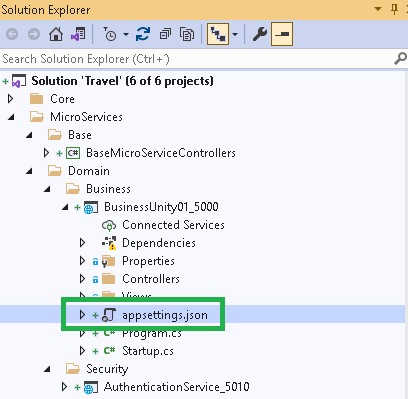 Solution Explorer
Search Solution Explorer (Ctrl+´)
Solution 'Travel' (6 of 6 projects)
Core
MicroServices
Base
C# BaseMicroServiceControllers
Domain
Business
BusinessUnity01_5000
Connected Services
Dependencies
Properties
Controllers
Views
appsettings.json
C# Program.cs
C# Startup.cs
Security
AuthenticationService_5010